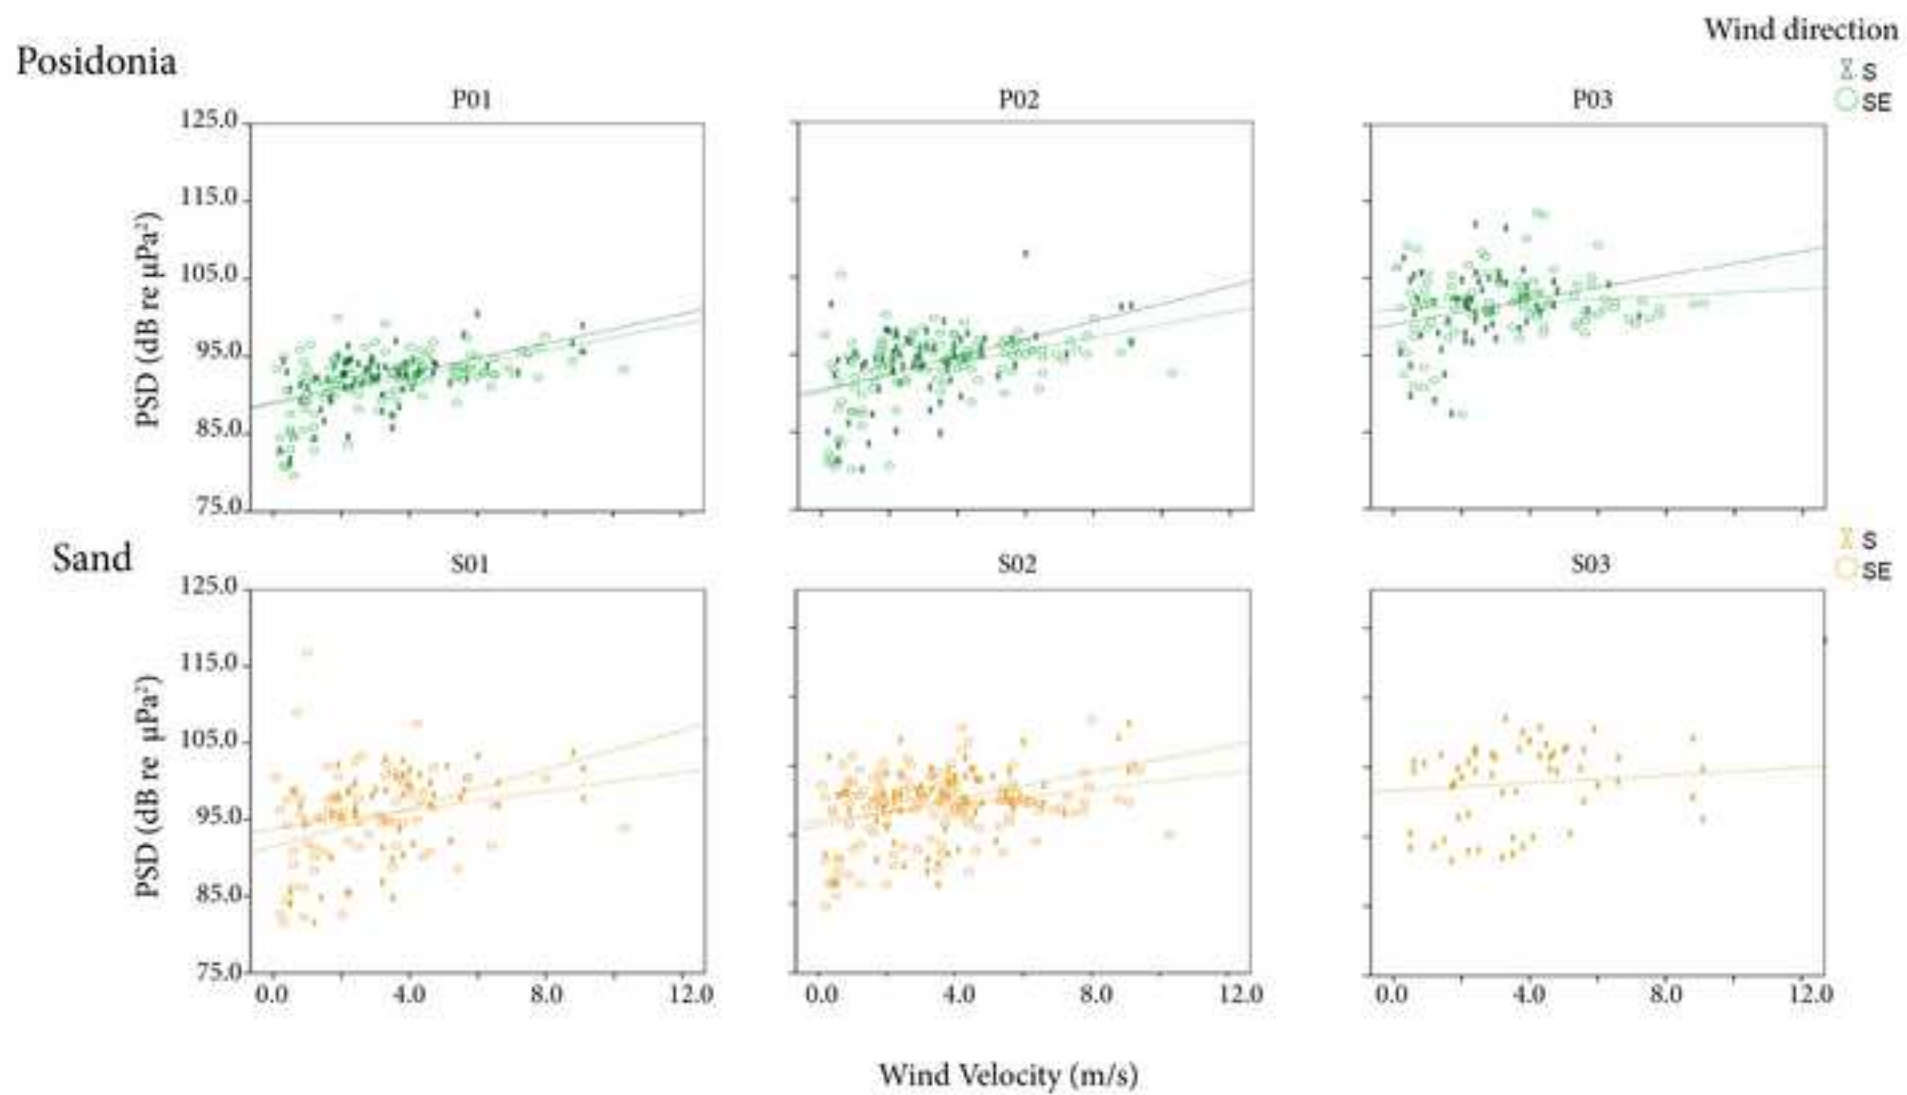 Wind direction
Posidonia
S
SE
P01
P02
P03
125.0
115.0
105.0
95.0
85.0
75.0
PSD (dB re µPa²)
Sand
S
SE
S01
S02
S03
125.0
115.0
105.0
95.0
85.0
75.0
PSD (dB re µPa²)
0.0 4.0 8.0 12.0
0.0 4.0 8.0 12.0
0.0 4.0 8.0 12.0
Wind Velocity (m/s)